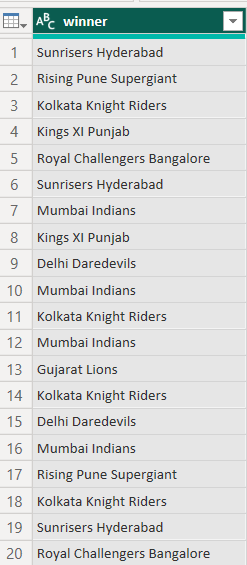 ABC winner
1 Sunrisers Hyderabad
2 Rising Pune Supergiant
3 Kolkata Knight Riders
4 Kings XI Punjab
5 Royal Challengers Bangalore
6 Sunrisers Hyderabad
7 Mumbai Indians
8 Kings XI Punjab
9 Delhi Daredevils
10 Mumbai Indians
11 Kolkata Knight Riders
12 Mumbai Indians
13 Gujarat Lions
14 Kolkata Knight Riders
15 Delhi Daredevils
16 Mumbai Indians
17 Rising Pune Supergiant
18 Kolkata Knight Riders
19 Sunrisers Hyderabad
20 Royal Challengers Bangalore